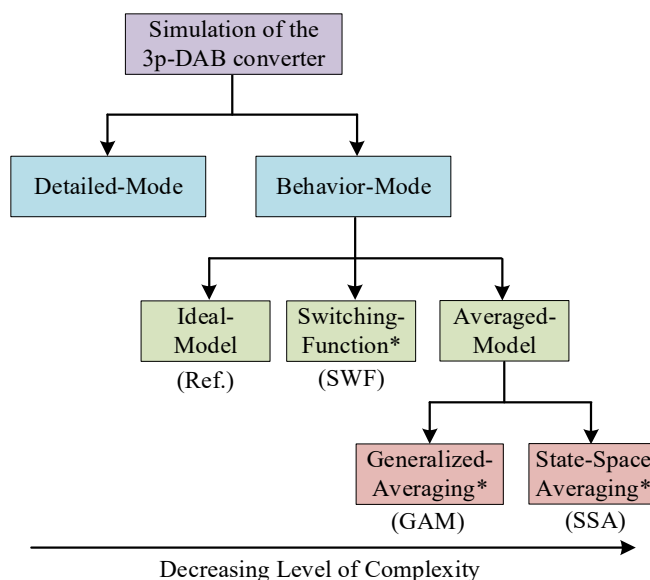 Simulation of the
3p-DAB converter
Detailed-Mode
Behavior-Mode
Ideal-
Model
(Ref.)
Switching-
Function*
(SWF)
Averaged-
Model
Generalized-
Averaging*
(GAM)
State-Space
Averaging*
(SSA)
Decreasing Level of Complexity